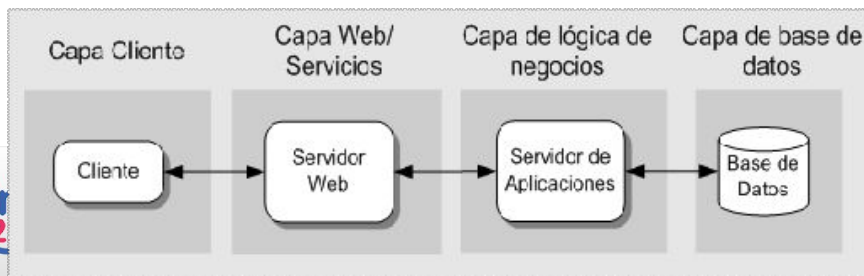 Capa Cliente
Capa Web/
Servicios
Capa de lógica de
negocios
Capa de base de
datos
Cliente
Servidor
Web
Servidor de
Aplicaciones
Base de
Datos